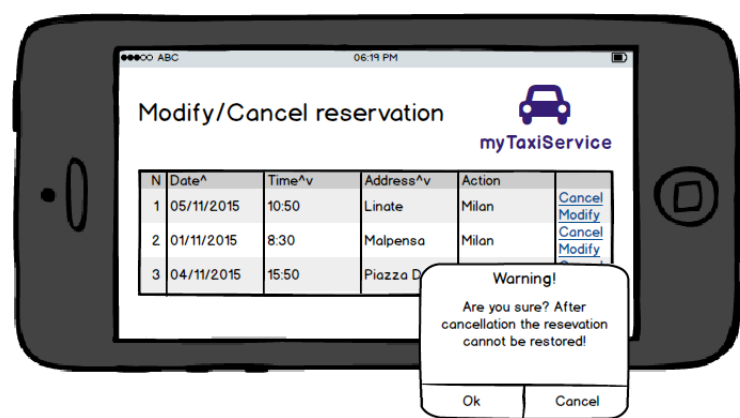 ABC 06:19 PM
Modify/Cancel reservation
myTaxiService
N Date^ Time^v Address^v Action
1 05/11/2015 10:50 Linate Milan Cancel
Modify
2 01/11/2015 8:30 Malpensa Milan Cancel
Modify
3 04/11/2015 15:50 Piazza D
Warning!
Are you sure? After
cancellation the resevation
cannot be restored!
Ok Cancel